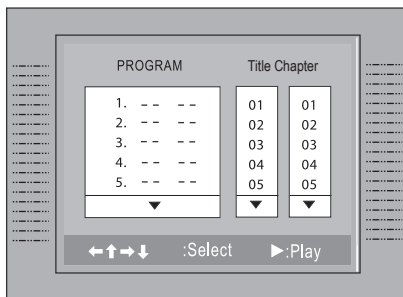 PROGRAM Title Chapter
1. -- -- 01 01
2. -- -- 02 02
3. -- -- 03 03
4. -- -- 04 04
5. -- -- 05 05
▼ ▼ ▼
←↑→↓ :Select ▶:Play